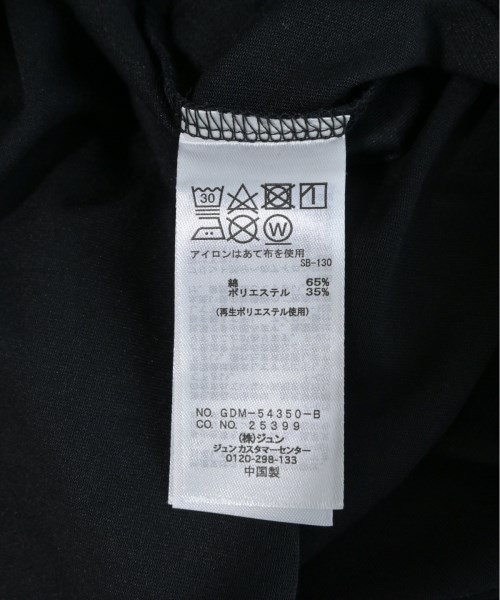 30
W
アイロンはあて布を使用
SB-130
綿 65%
ポリエステル 35%
(再生ポリエステル使用)
NO. GDM-54350-B
CO. NO. 25399
(株)ジュン
ジュンカスタマーセンター
0120-298-133
中国製